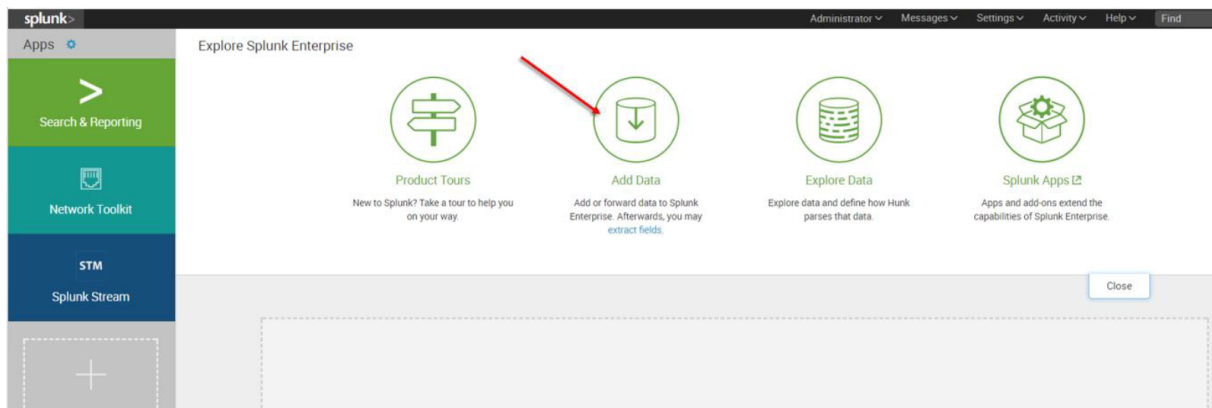 splunk>
Administrator
Messages
Settings
Activity
Help
Find
Apps
Explore Splunk Enterprise
>
Search & Reporting
Network Toolkit
STM
Splunk Stream
Product Tours
New to Splunk? Take a tour to help you
on your way.
Add Data
Add or forward data to Splunk
Enterprise. Afterwards, you may
extract fields.
Explore Data
Explore data and define how Hunk
parses that data.
Splunk Apps
Apps and add-ons extend the
capabilities of Splunk Enterprise.
Close